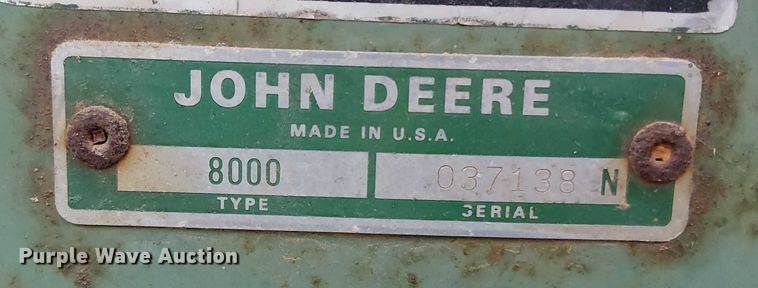 JOHN DEERE
MADE IN U.S.A.
8000 037138 N
TYPE SERIAL
Purple Wave Auction